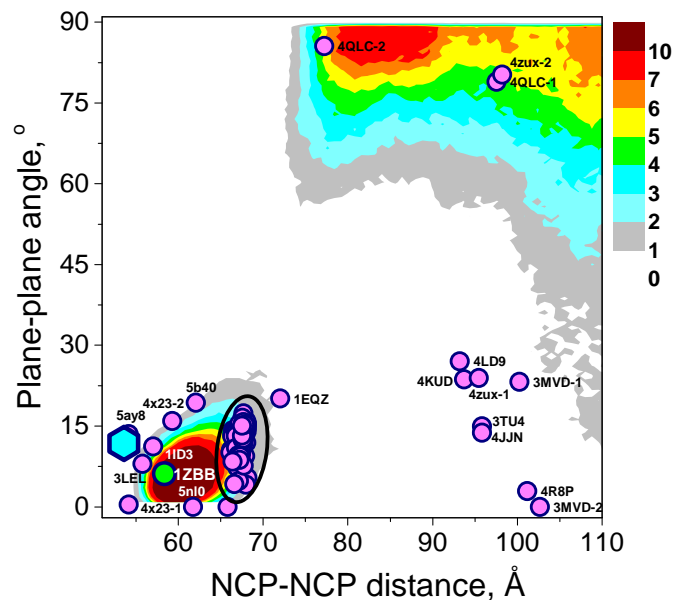 90
75
60
45
30
15
0
60
70
80
90
100
110
Plane-plane angle, °
NCP-NCP distance, Å
10
7
6
5
4
3
2
1
0
4QLC-2
4zux-2
4QLC-1
4LD9
4KUD
4zux-1
3MVD-1
3TU4
4JJN
4R8P
3MVD-2
1EQZ
5b40
4x23-2
5ay8
1ID3
3LEL
1ZBB
5nl0
4x23-1